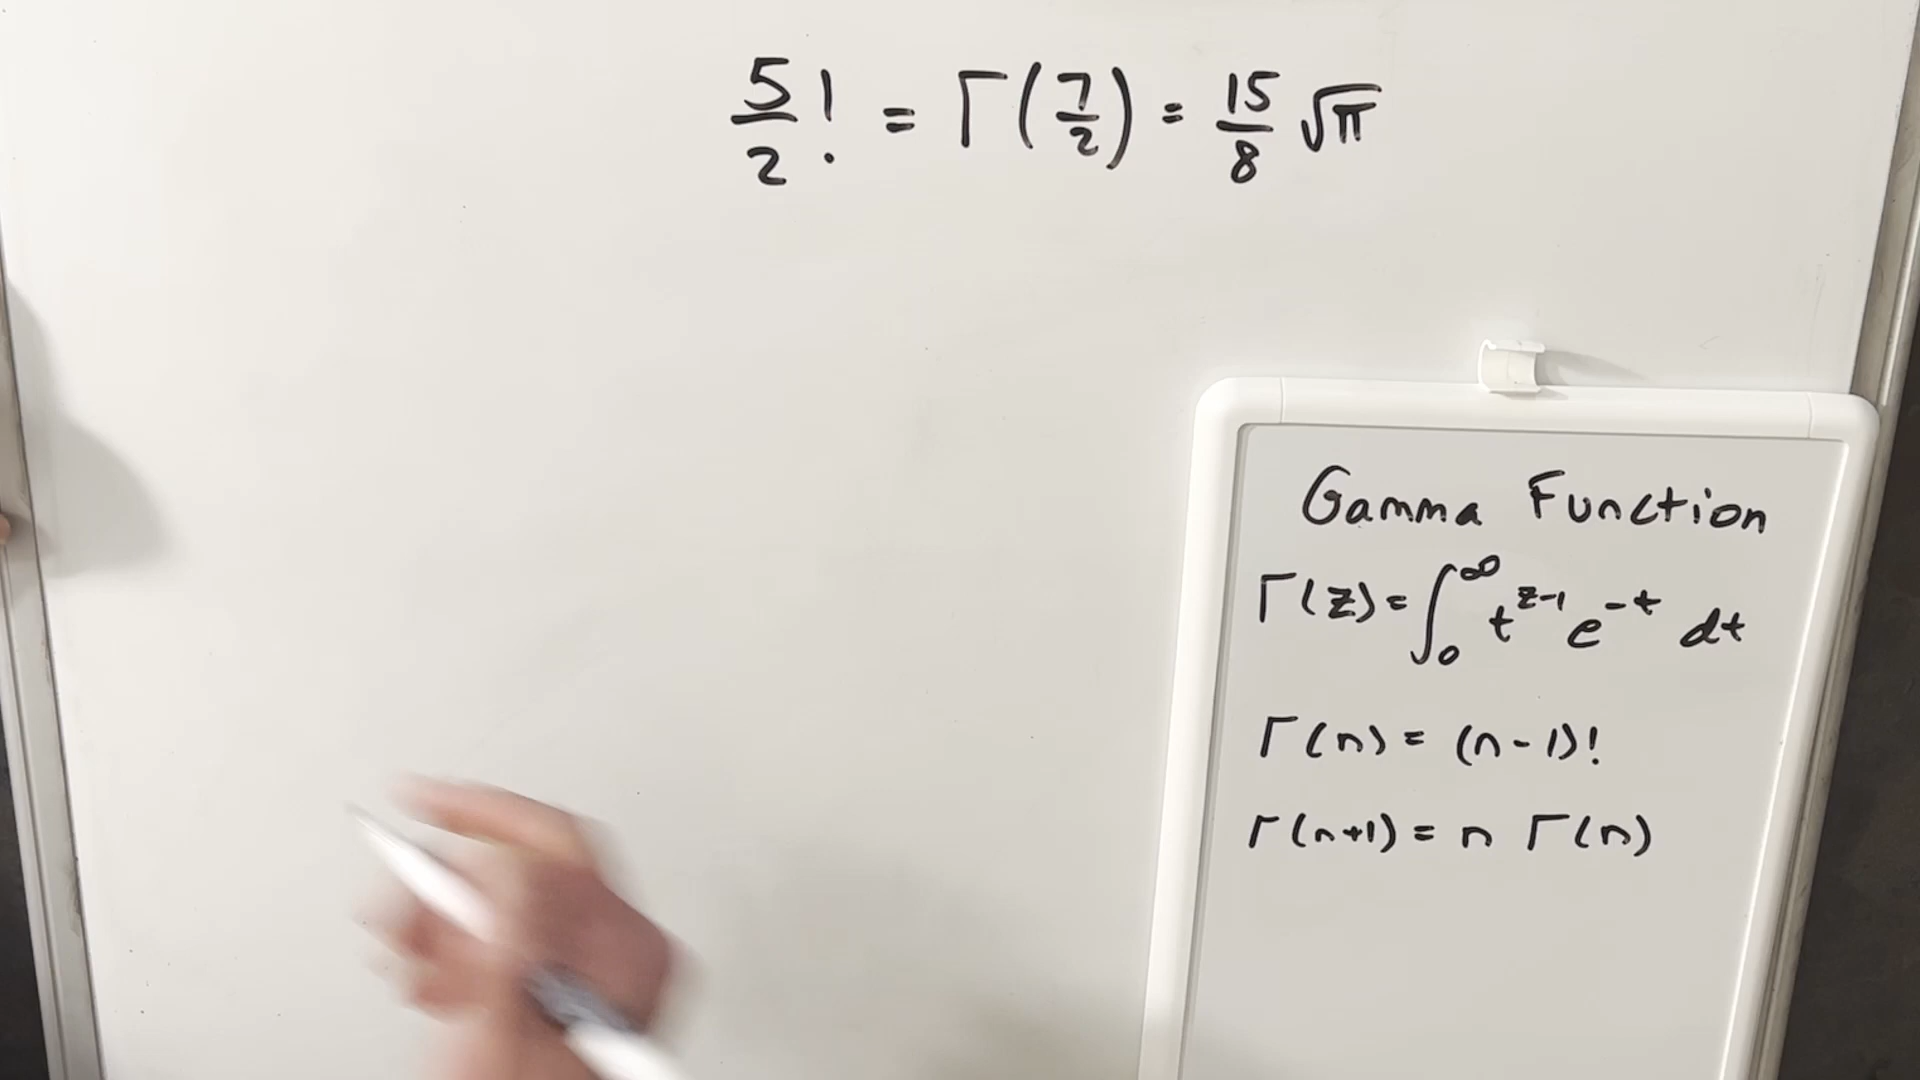 5/2! = Γ(7/2) = 15/8 √π
Gamma Function
Γ(z) = ∫₀^∞ t^(z-1) e^(-t) dt
Γ(n) = (n-1)!
Γ(n+1) = n Γ(n)